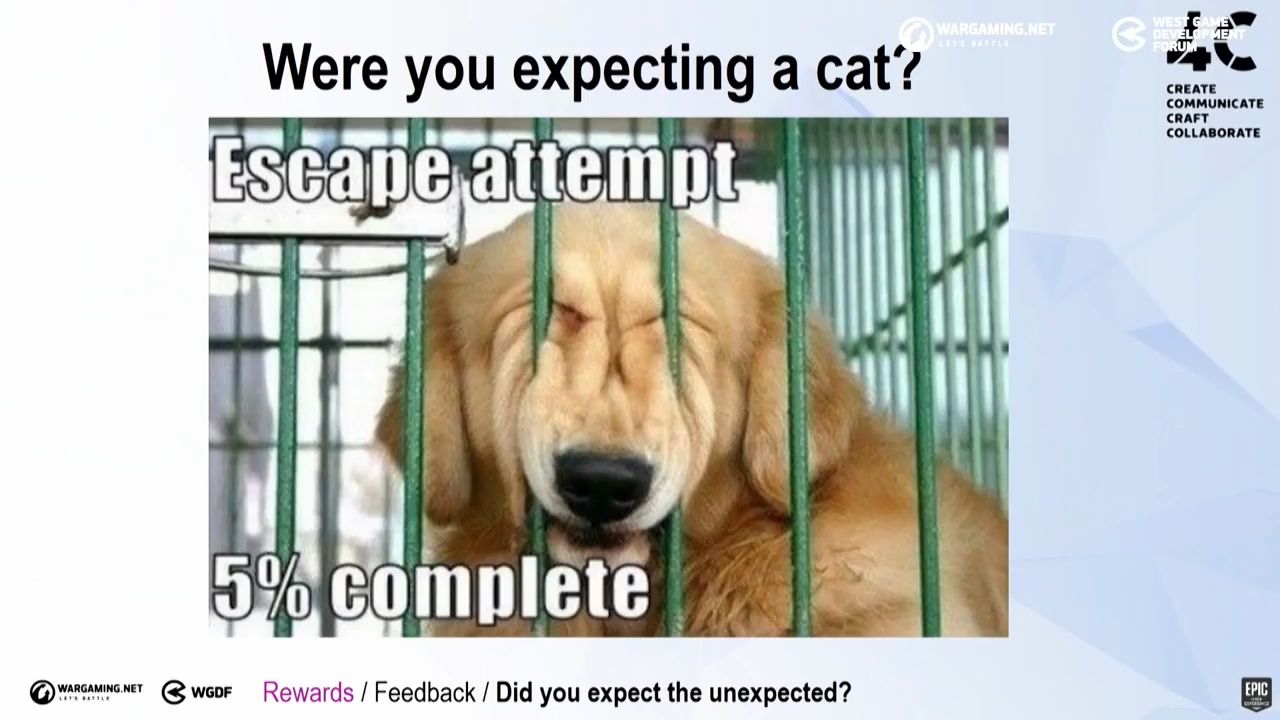 WARGAMING.NET
LET'S BATTLE
WEST GAME
DEVELOPMENT
FORUM
4C
Were you expecting a cat?
CREATE
COMMUNICATE
CRAFT
COLLABORATE
Escape attempt
5% complete
WARGAMING.NET
LET'S BATTLE
WGDF
Rewards / Feedback / Did you expect the unexpected?
EPIC